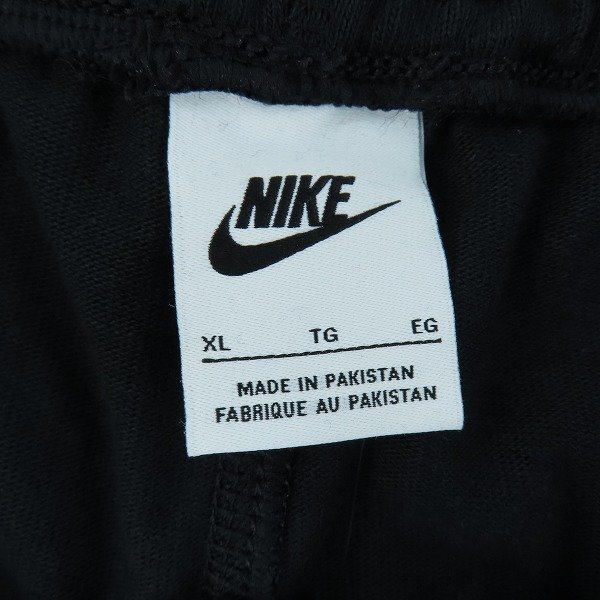 NIKE
XL TG EG
MADE IN PAKISTAN
FABRIQUE AU PAKISTAN